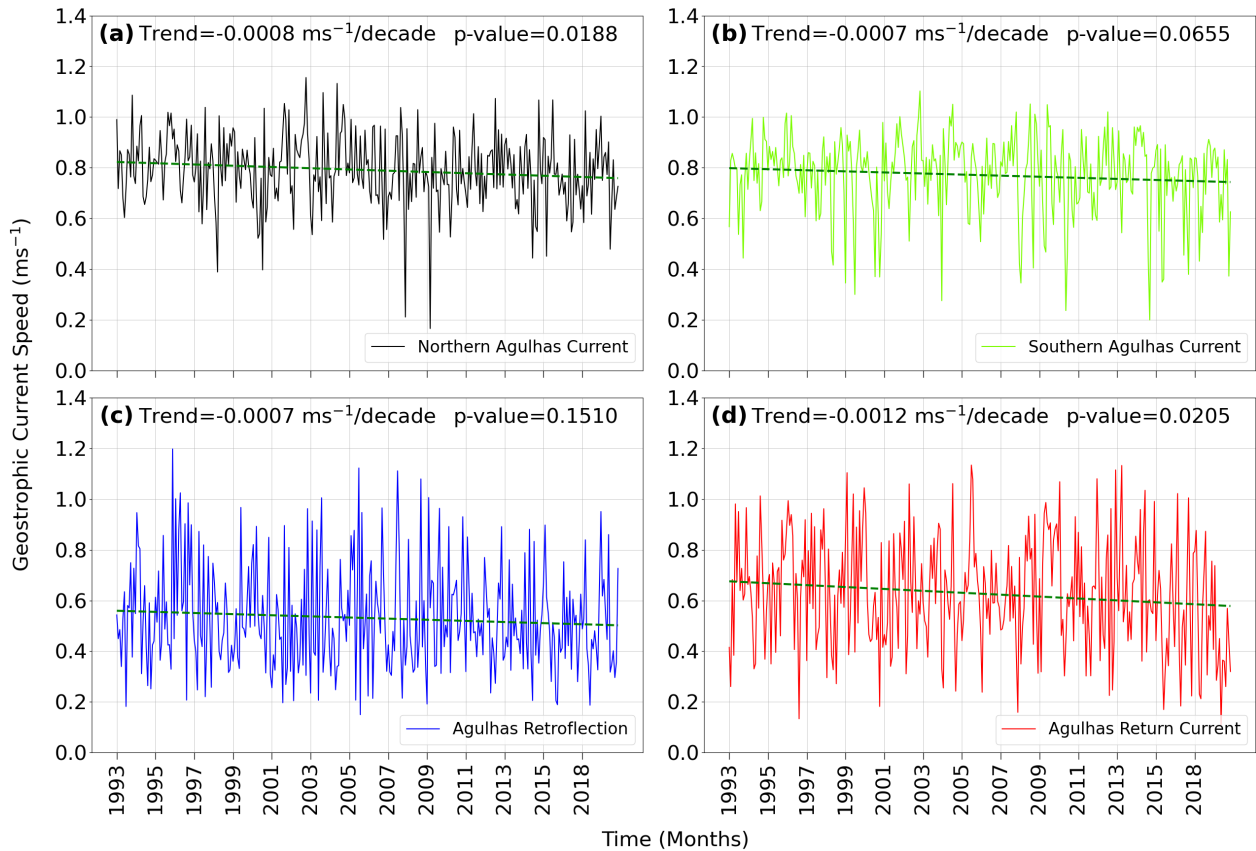 (a) Trend=-0.0008 ms⁻¹/decade p-value=0.0188
1.4
1.2
1.0
0.8
0.6
0.4
0.2
0.0
Northern Agulhas Current
(b) Trend=-0.0007 ms⁻¹/decade p-value=0.0655
1.4
1.2
1.0
0.8
0.6
0.4
0.2
0.0
Southern Agulhas Current
Geostrophic Current Speed (ms⁻¹)
(c) Trend=-0.0007 ms⁻¹/decade p-value=0.1510
1.4
1.2
1.0
0.8
0.6
0.4
0.2
0.0
Agulhas Retroflection
1993 1995 1997 1999 2001 2003 2005 2007 2009 2011 2013 2015 2018
(d) Trend=-0.0012 ms⁻¹/decade p-value=0.0205
1.4
1.2
1.0
0.8
0.6
0.4
0.2
0.0
Agulhas Return Current
1993 1995 1997 1999 2001 2003 2005 2007 2009 2011 2013 2015 2018
Time (Months)